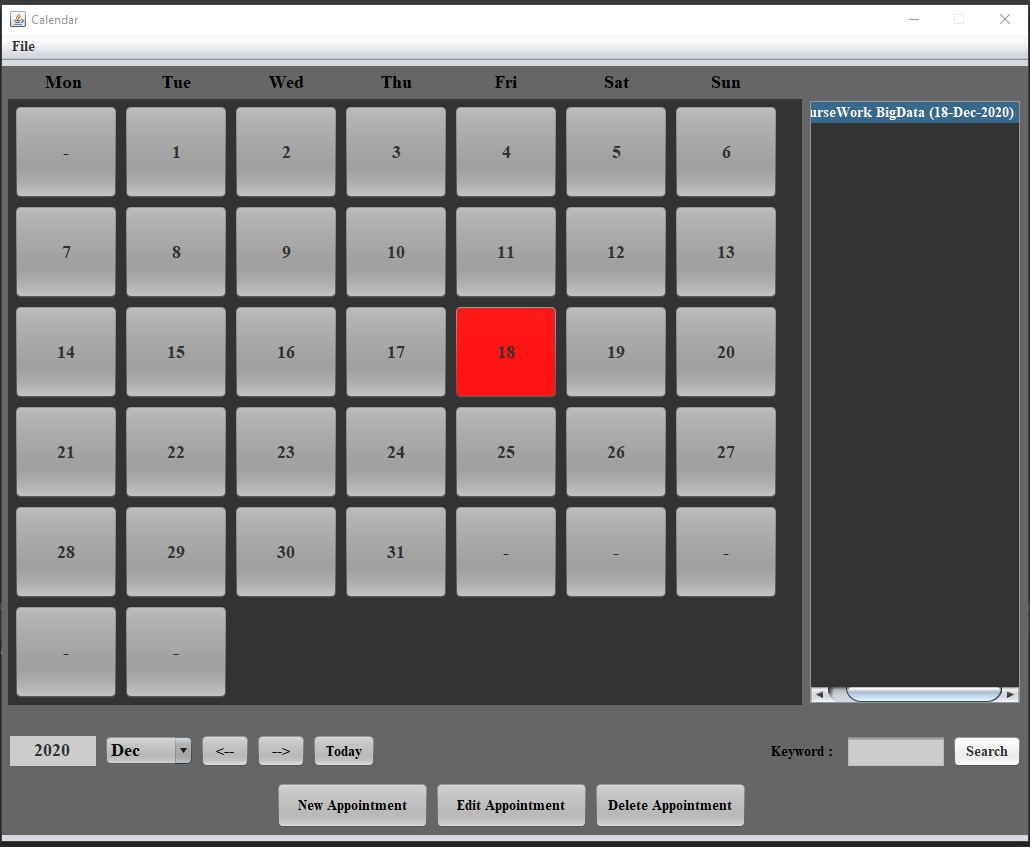 Calendar
File
Mon Tue Wed Thu Fri Sat Sun
- 1 2 3 4 5 6
7 8 9 10 11 12 13
14 15 16 17 18 19 20
21 22 23 24 25 26 27
28 29 30 31 - - -
- -
urseWork BigData (18-Dec-2020)
2020 Dec <-- --> Today Keyword : Search
New Appointment Edit Appointment Delete Appointment